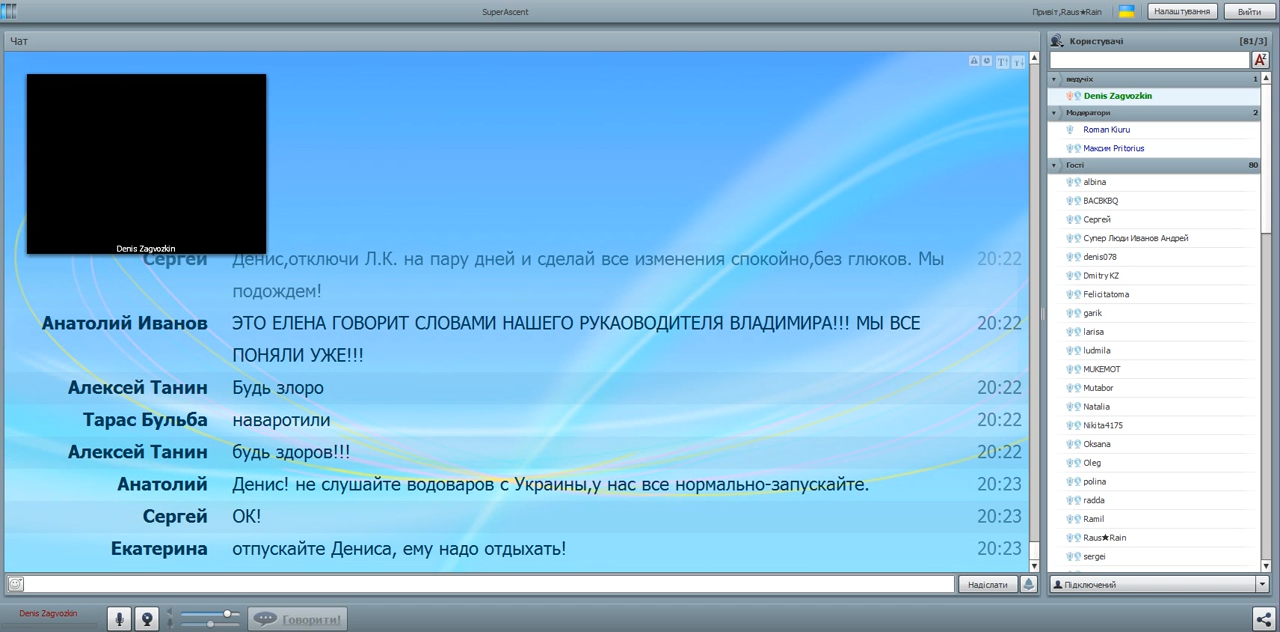 SuperAscent
Привіт,Raus★Rain
Налаштування
Вийти
Чат
Denis Zagvozkin
Сергей Денис,отключи Л.К. на пару дней и сделай все изменения спокойно,без глюков. Мы 20:22
подождем!
Анатолий Иванов ЭТО ЕЛЕНА ГОВОРИТ СЛОВАМИ НАШЕГО РУКАОВОДИТЕЛЯ ВЛАДИМИРА!!! МЫ ВСЕ 20:22
ПОНЯЛИ УЖЕ!!!
Алексей Танин Будь злоро 20:22
Тарас Бульба наваротили 20:22
Алексей Танин будь здоров!!! 20:22
Анатолий Денис! не слушайте водоваров с Украины,у нас все нормально-запускайте. 20:23
Сергей ОК! 20:23
Екатерина отпускайте Дениса, ему надо отдыхать! 20:23
Надіслати
Користувачі [81/3]
ведучіх 1
Denis Zagvozkin
Модератори 2
Roman Kiuru
Максим Pritorius
Гості 80
albina
ВАСВКВQ
Сергей
Супер Люди Иванов Андрей
denis078
Dmitry KZ
Felicitatoma
garik
larisa
ludmila
MUKEMOT
Mutabor
Natalia
Nikita4175
Oksana
Oleg
polina
radda
Ramil
Raus★Rain
sergei
Підключений
Denis Zagvozkin
Говорити!